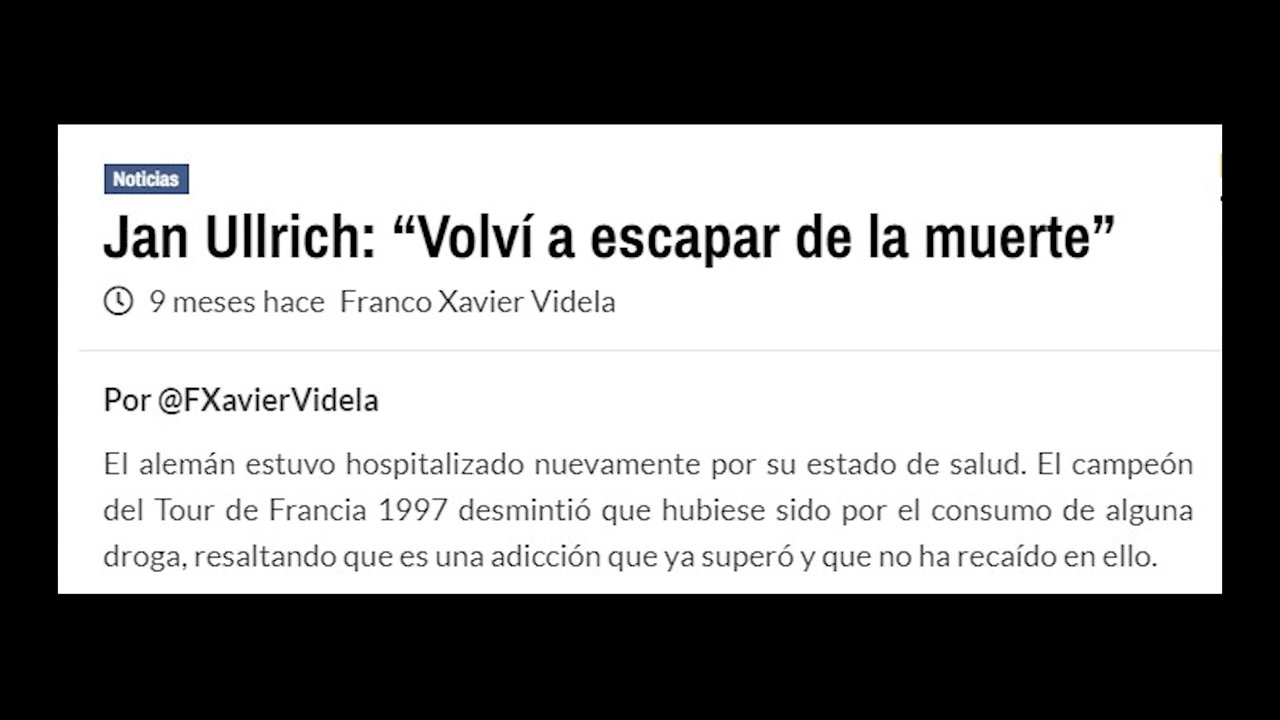 Noticias
Jan Ullrich: “Volví a escapar de la muerte”
9 meses hace Franco Xavier Videla
Por @FXavierVidela
El alemán estuvo hospitalizado nuevamente por su estado de salud. El campeón
del Tour de Francia 1997 desmintió que hubiese sido por el consumo de alguna
droga, resaltando que es una adicción que ya superó y que no ha recaído en ello.